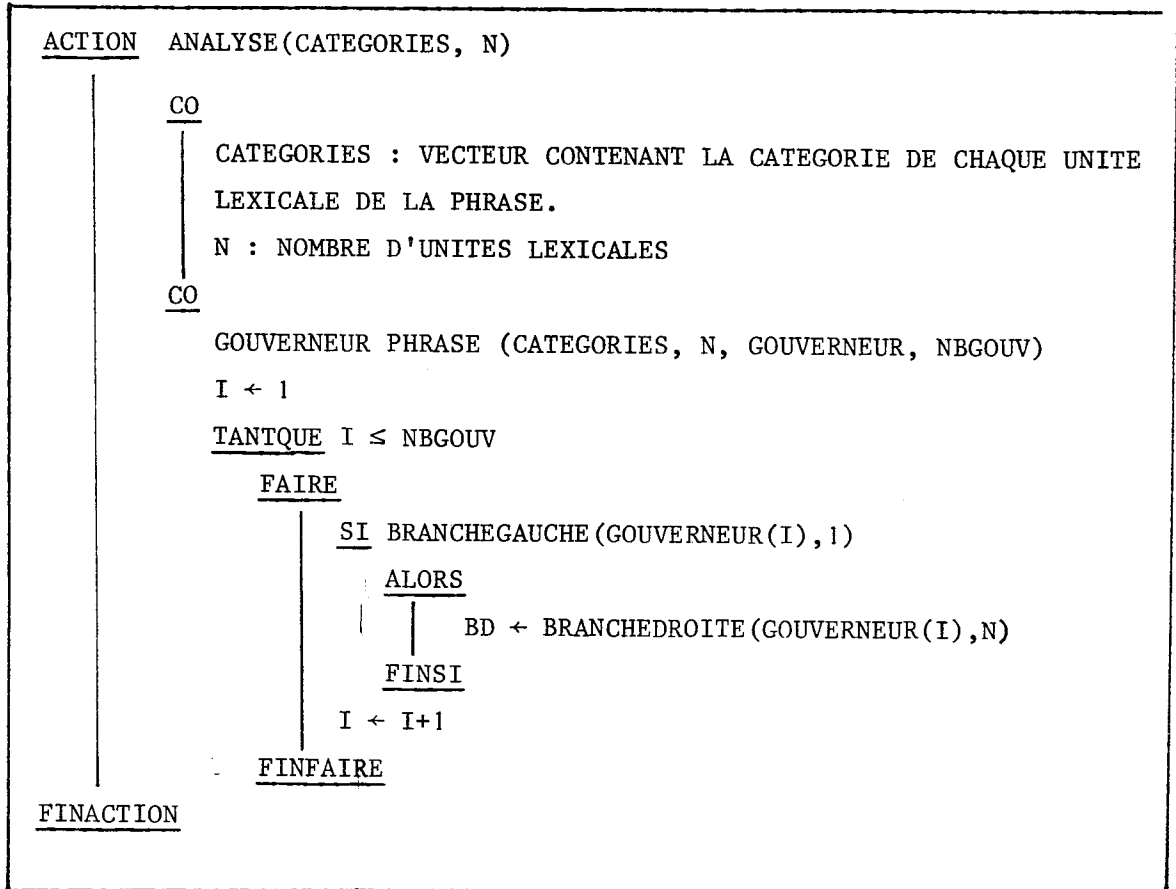 ACTION ANALYSE(CATEGORIES, N)
CO
CATEGORIES : VECTEUR CONTENANT LA CATEGORIE DE CHAQUE UNITE
LEXICALE DE LA PHRASE.
N : NOMBRE D'UNITES LEXICALES
CO
GOUVERNEUR PHRASE (CATEGORIES, N, GOUVERNEUR, NBGOUV)
I ← 1
TANTQUE I ≤ NBGOUV
FAIRE
SI BRANCHEGAUCHE(GOUVERNEUR(I),1)
ALORS
BD ← BRANCHEDROITE(GOUVERNEUR(I),N)
FINSI
I ← I+1
FINFAIRE
FINACTION